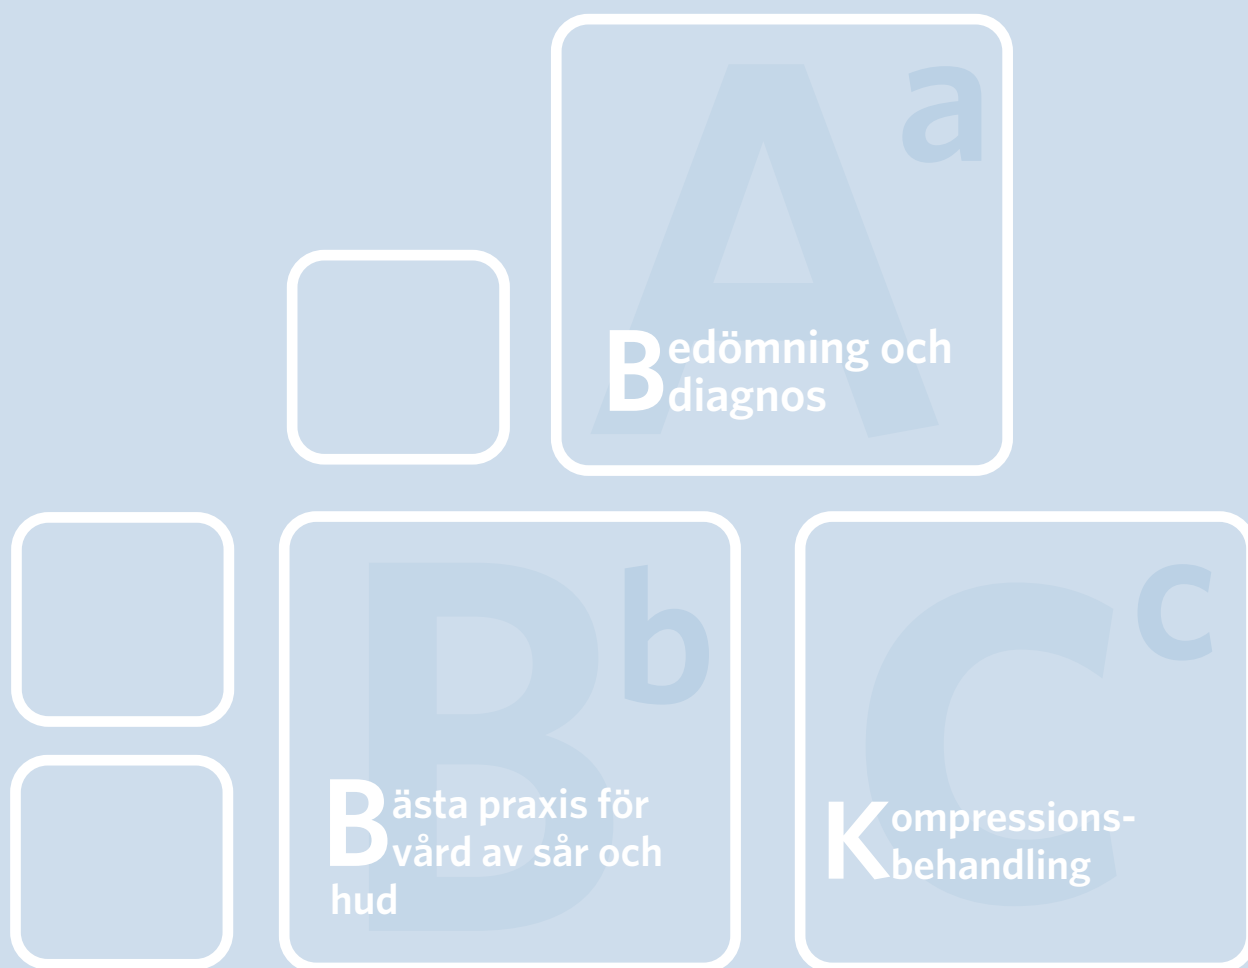 A a
Bedömning och
diagnos
B b
Bästa praxis för
vård av sår och
hud
C c
Kompressions-
behandling